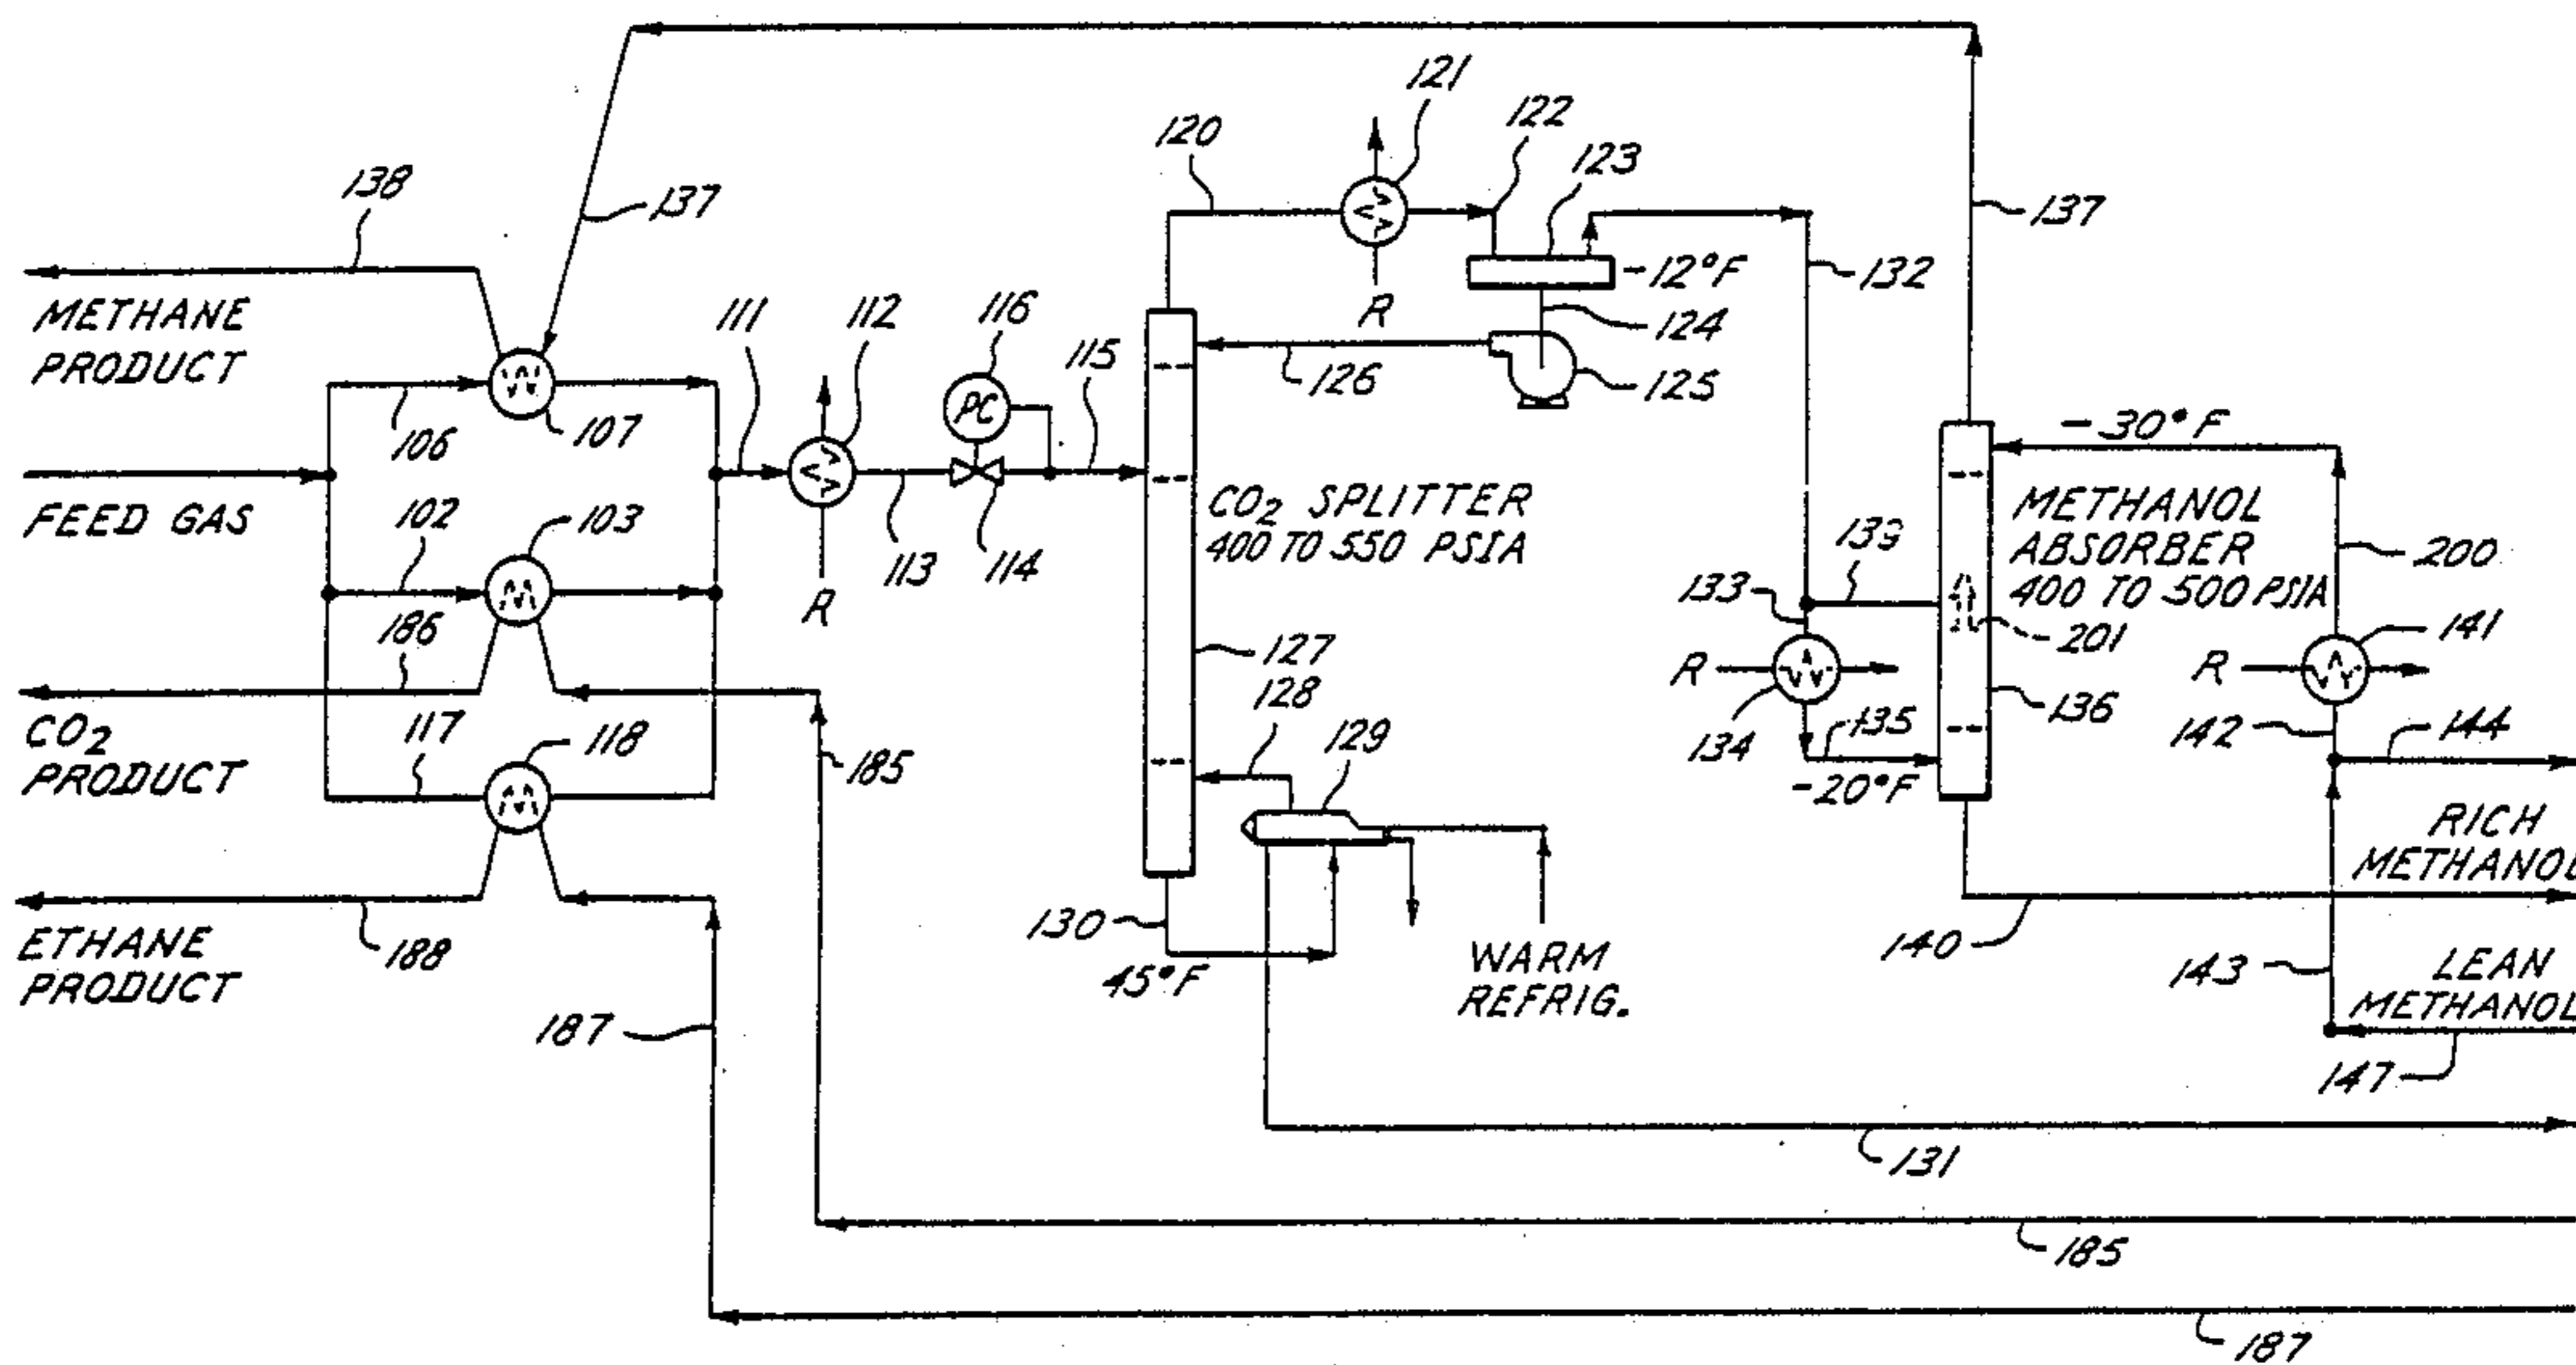 121
122
120
123
138
137
137
-12°F
132
METHANE
PRODUCT
111
112
116
R
124
115
126
125
PC
106
107
-30°F
FEED GAS
102
103
CO2 SPLITTER
400 TO 550 PSIA
METHANOL
ABSORBER
400 TO 500 PSIA
139
200
113
114
133
186
R
201
141
127
R
R
128
136
CO2
PRODUCT
117
118
134
135
142
144
185
129
-20°F
RICH
METHANOL
130
188
140
ETHANE
PRODUCT
45°F
WARM
REFRIG.
143
LEAN
METHANOL
187
147
131
185
187